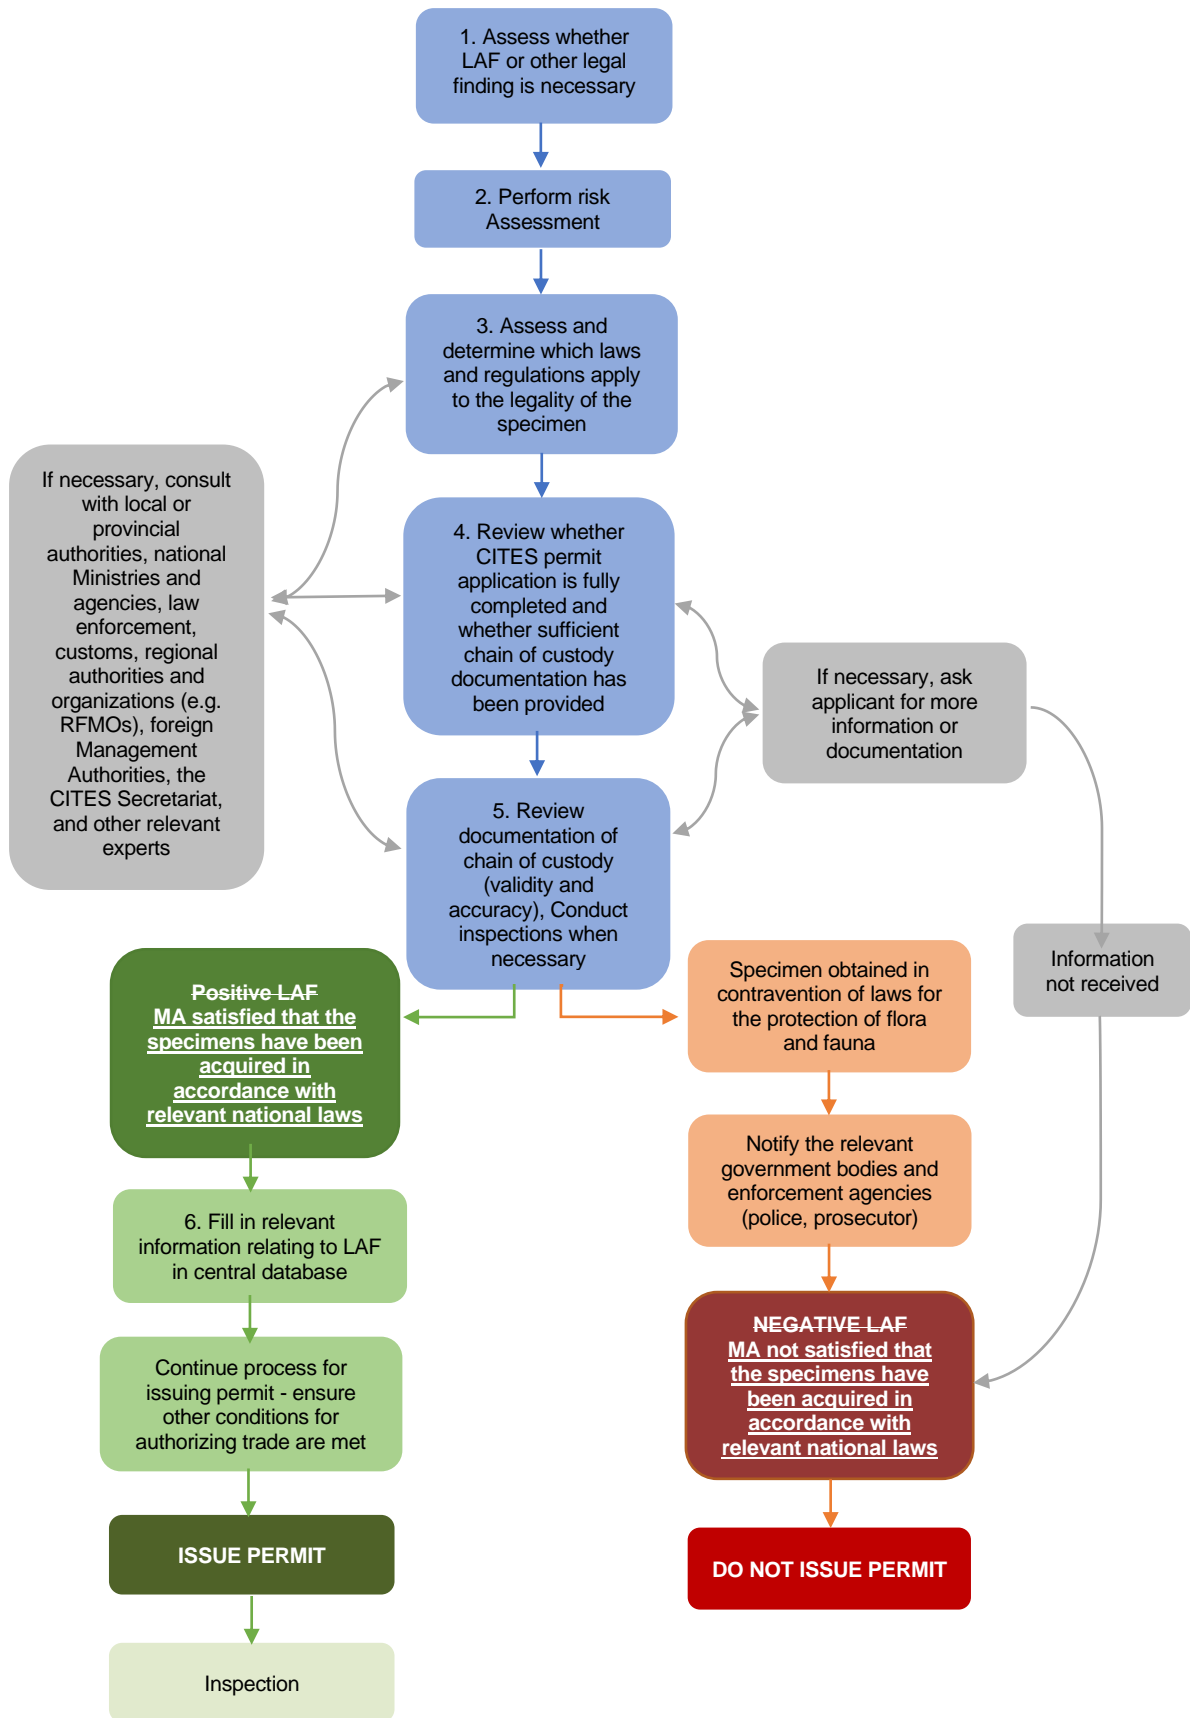 1. Assess whether
LAF or other legal
finding is necessary
2. Perform risk
Assessment
3. Assess and
determine which laws
and regulations apply
to the legality of the
specimen
If necessary, consult
with local or
provincial
authorities, national
Ministries and
agencies, law
enforcement,
customs, regional
authorities and
organizations (e.g.
RFMOs), foreign
Management
Authorities, the
CITES Secretariat,
and other relevant
experts
4. Review whether
CITES permit
application is fully
completed and
whether sufficient
chain of custody
documentation has
been provided
If necessary, ask
applicant for more
information or
documentation
5. Review
documentation of
chain of custody
(validity and
accuracy), Conduct
inspections when
necessary
Information
not received
Positive LAF
MA satisfied that the
specimens have been
acquired in
accordance with
relevant national laws
Specimen obtained in
contravention of laws for
the protection of flora
and fauna
Notify the relevant
government bodies and
enforcement agencies
(police, prosecutor)
6. Fill in relevant
information relating to LAF
in central database
NEGATIVE LAF
MA not satisfied that
the specimens have
been acquired in
accordance with
relevant national laws
Continue process for
issuing permit - ensure
other conditions for
authorizing trade are met
ISSUE PERMIT
DO NOT ISSUE PERMIT
Inspection